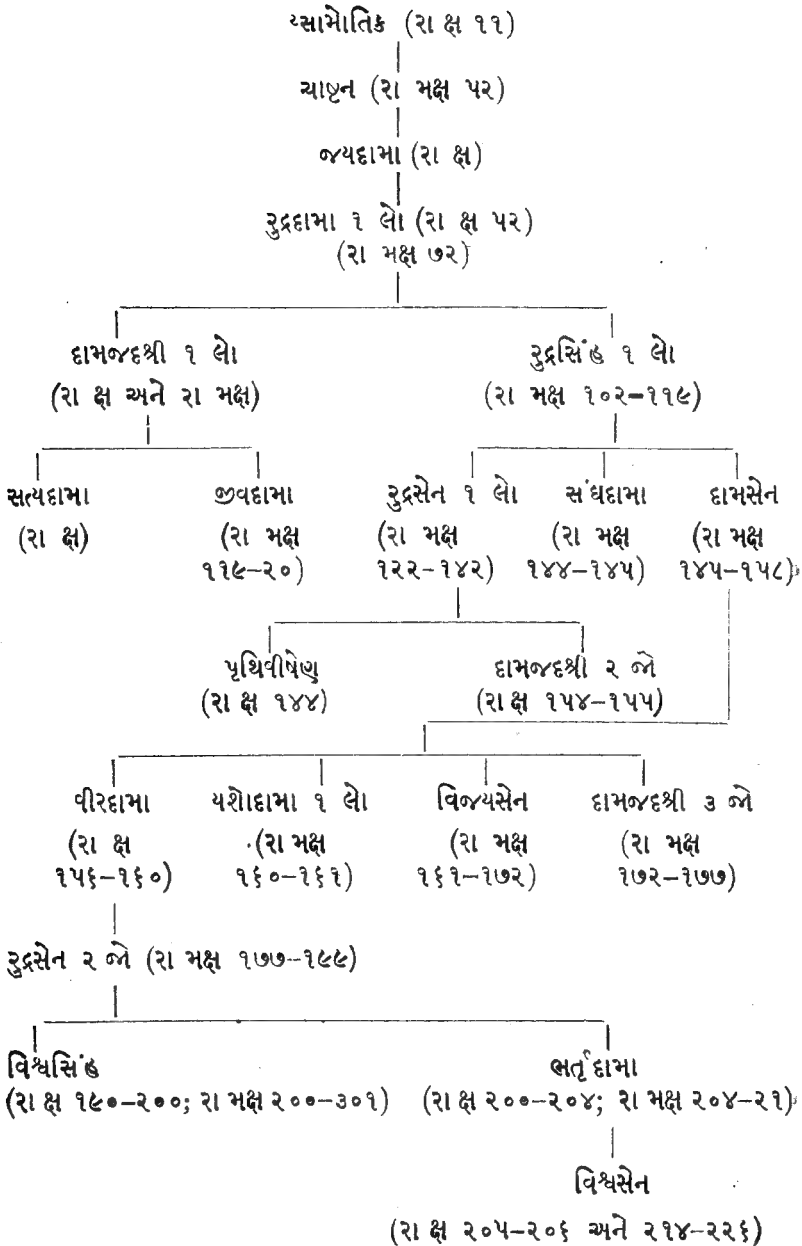 ય્સામોતિક (રા ક્ષ ૧૧)
ચાષ્ટન (રા મક્ષ ૫૨)
જયદામા (રા ક્ષ)
રુદ્રદામા ૧ લો (રા ક્ષ ૫૨)
(રા મક્ષ ૭૨)
દામજદશ્રી ૧ લો રુદ્રસિંહ ૧ લો
(રા ક્ષ અને રા મક્ષ) (રા મક્ષ ૧૦૨–૧૧૯)
સત્યદામા જીવદામા રુદ્રસેન ૧ લો સંઘદામા દામસેન
(રા ક્ષ) (રા મક્ષ (રા મક્ષ (રા મક્ષ (રા મક્ષ
૧૧૯–૨૦) ૧૨૨–૧૪૨) ૧૪૪–૧૪૫) ૧૪૫–૧૫૮)
પૃથિવીષેણ દામજદશ્રી ૨ જો
(રા ક્ષ ૧૪૪) (રા ક્ષ ૧૫૪–૧૫૫)
વીરદામા યશોદામા ૧ લો વિજયસેન દામજદશ્રી ૩ જો
(રા ક્ષ (રા મક્ષ (રા મક્ષ (રા મક્ષ
૧૫૬–૧૬૦) ૧૬૦–૧૬૧) ૧૬૧–૧૭૨) ૧૭૨–૧૭૭)
રુદ્રસેન ૨ જો (રા મક્ષ ૧૭૭–૧૯૯)
વિશ્વસિંહ ભર્તૃદામા
(રા ક્ષ ૧૯૦–૨૦૦; રા મક્ષ ૨૦૦–૩૦૧) (રા ક્ષ ૨૦૦–૨૦૪; રા મક્ષ ૨૦૪–૨૧)
વિશ્વસેન
(રા ક્ષ ૨૦૫–૨૦૬ અને ૨૧૪–૨૨૬)